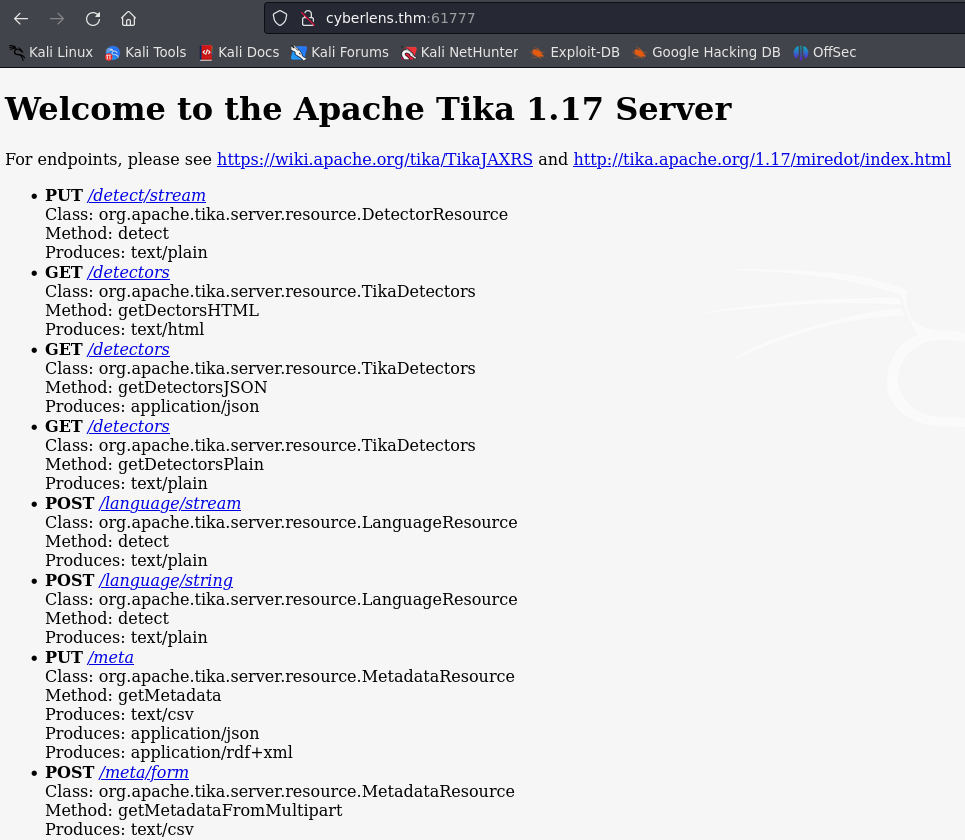 cyberlens.thm:61777
Kali Linux Kali Tools Kali Docs Kali Forums Kali NetHunter Exploit-DB Google Hacking DB OffSec
Welcome to the Apache Tika 1.17 Server
For endpoints, please see https://wiki.apache.org/tika/TikaJAXRS and http://tika.apache.org/1.17/miredot/index.html
• PUT /detect/stream
Class: org.apache.tika.server.resource.DetectorResource
Method: detect
Produces: text/plain
• GET /detectors
Class: org.apache.tika.server.resource.TikaDetectors
Method: getDectorsHTML
Produces: text/html
• GET /detectors
Class: org.apache.tika.server.resource.TikaDetectors
Method: getDetectorsJSON
Produces: application/json
• GET /detectors
Class: org.apache.tika.server.resource.TikaDetectors
Method: getDetectorsPlain
Produces: text/plain
• POST /language/stream
Class: org.apache.tika.server.resource.LanguageResource
Method: detect
Produces: text/plain
• POST /language/string
Class: org.apache.tika.server.resource.LanguageResource
Method: detect
Produces: text/plain
• PUT /meta
Class: org.apache.tika.server.resource.MetadataResource
Method: getMetadata
Produces: text/csv
Produces: application/json
Produces: application/rdf+xml
• POST /meta/form
Class: org.apache.tika.server.resource.MetadataResource
Method: getMetadataFromMultipart
Produces: text/csv